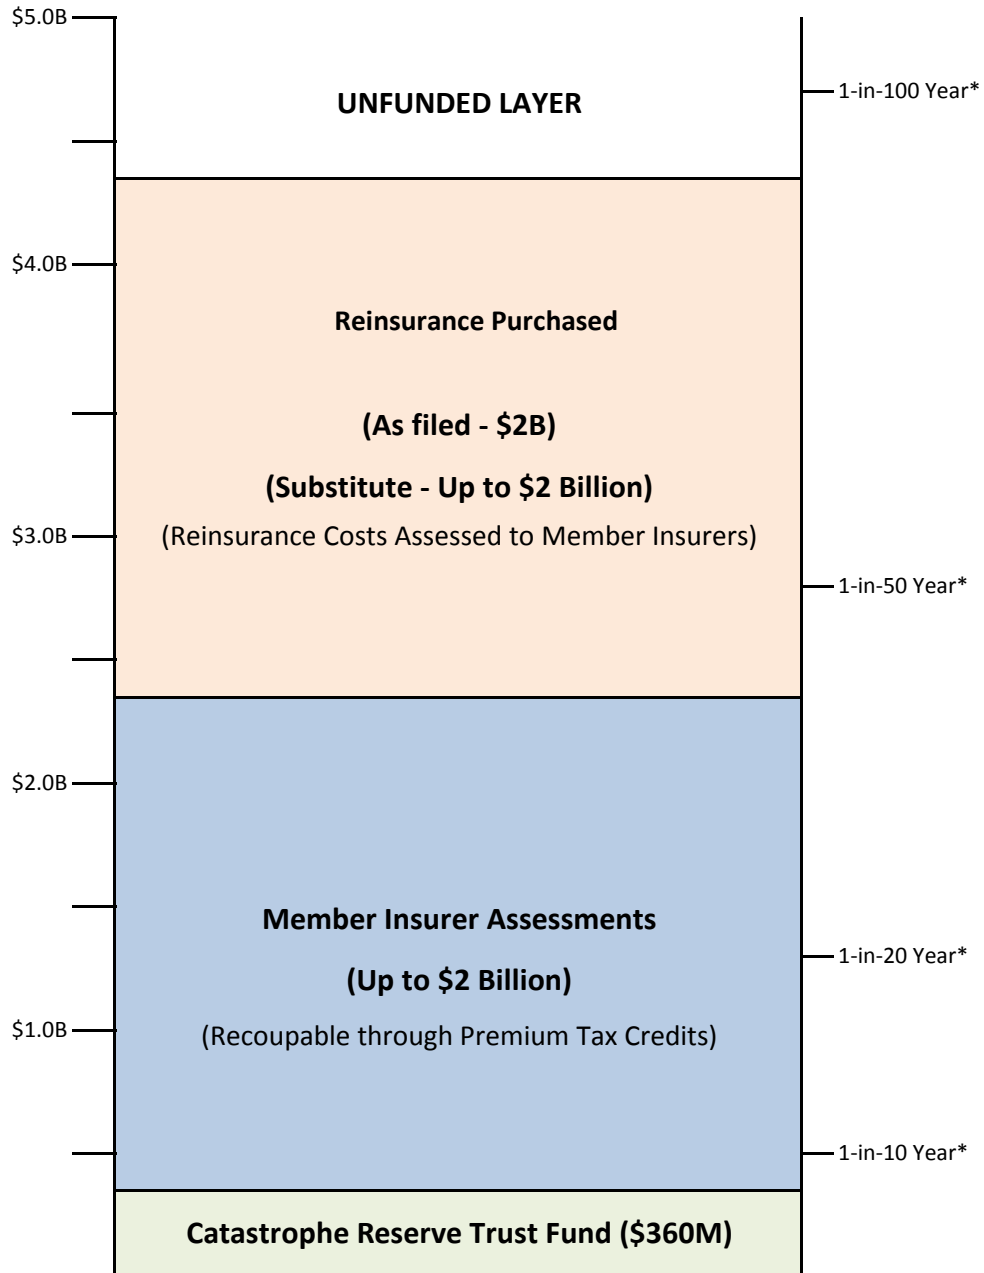 $5.0B
1-in-100 Year*
UNFUNDED LAYER
$4.0B
Reinsurance Purchased
(As filed - $2B)
(Substitute - Up to $2 Billion)
$3.0B
(Reinsurance Costs Assessed to Member Insurers)
1-in-50 Year*
$2.0B
Member Insurer Assessments
1-in-20 Year*
(Up to $2 Billion)
$1.0B
(Recoupable through Premium Tax Credits)
1-in-10 Year*
Catastrophe Reserve Trust Fund ($360M)